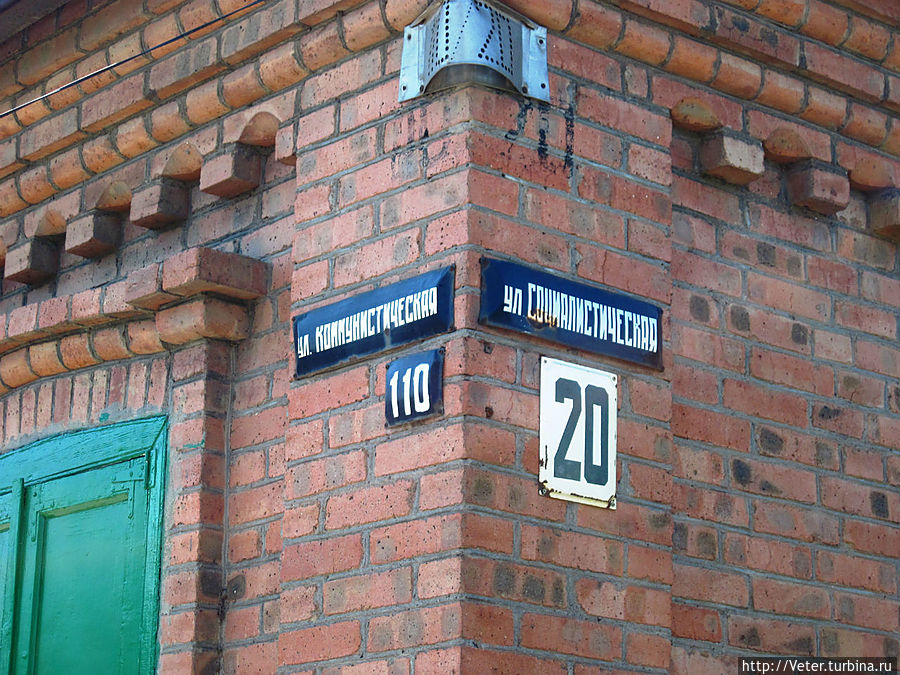 УЛ. КОММУНИСТИЧЕСКАЯ
110
УЛ СОЦИАЛИСТИЧЕСКАЯ
20
http://Veter.turbina.ru